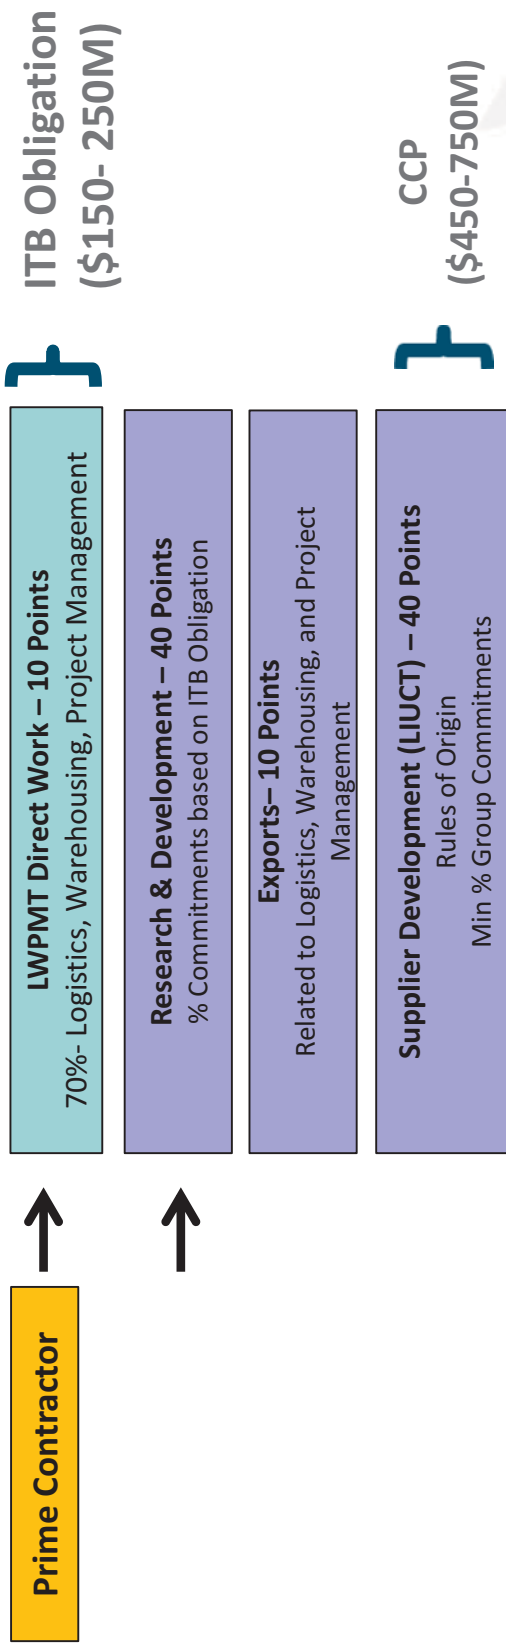 Prime Contractor
LWPMT Direct Work – 10 Points
70%- Logistics, Warehousing, Project Management
ITB Obligation
($150- 250M)
Research & Development – 40 Points
% Commitments based on ITB Obligation
Exports– 10 Points
Related to Logistics, Warehousing, and Project
Management
Supplier Development (LIUCT) – 40 Points
Rules of Origin
Min % Group Commitments
CCP
($450-750M)